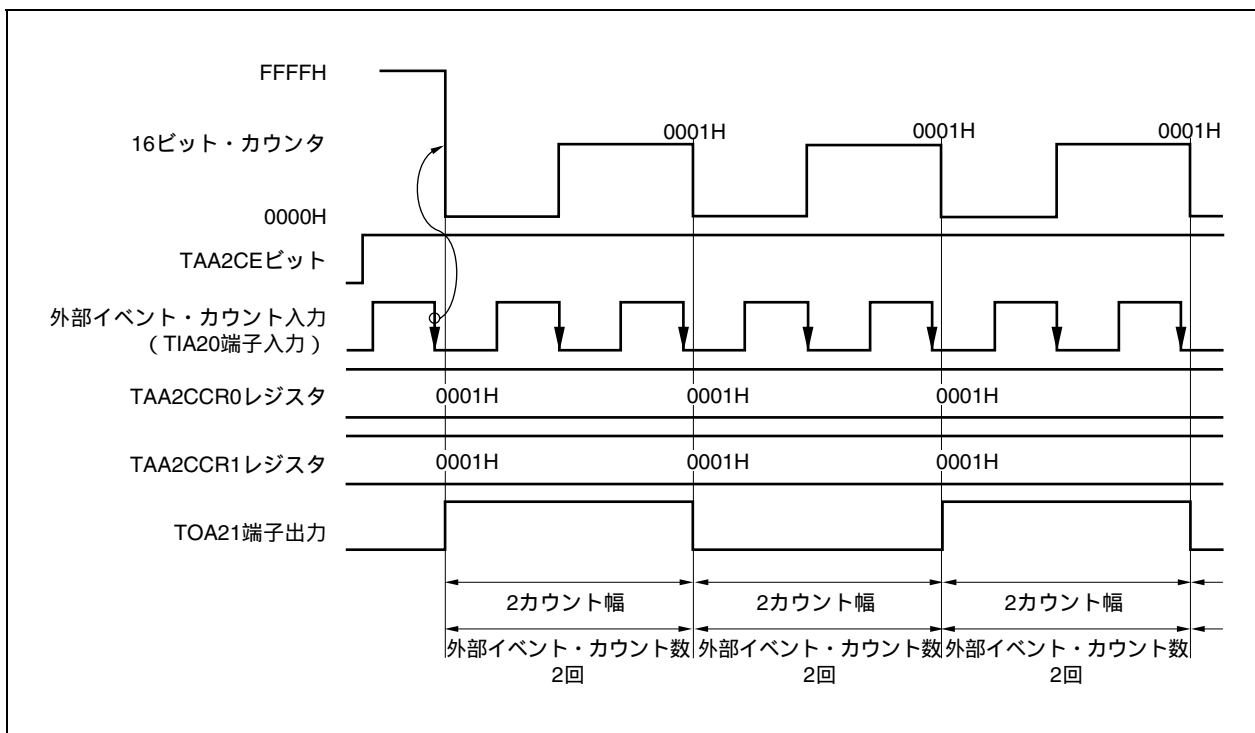 FFFFH
16ビット・カウンタ
0001H 0001H 0001H
0000H
TAA2CEビット
外部イベント・カウント入力
(TIA20端子入力)
TAA2CCR0レジスタ 0001H 0001H 0001H
TAA2CCR1レジスタ 0001H 0001H 0001H
TOA21端子出力
2カウント幅 2カウント幅 2カウント幅
外部イベント・カウント数 外部イベント・カウント数 外部イベント・カウント数
2回 2回 2回